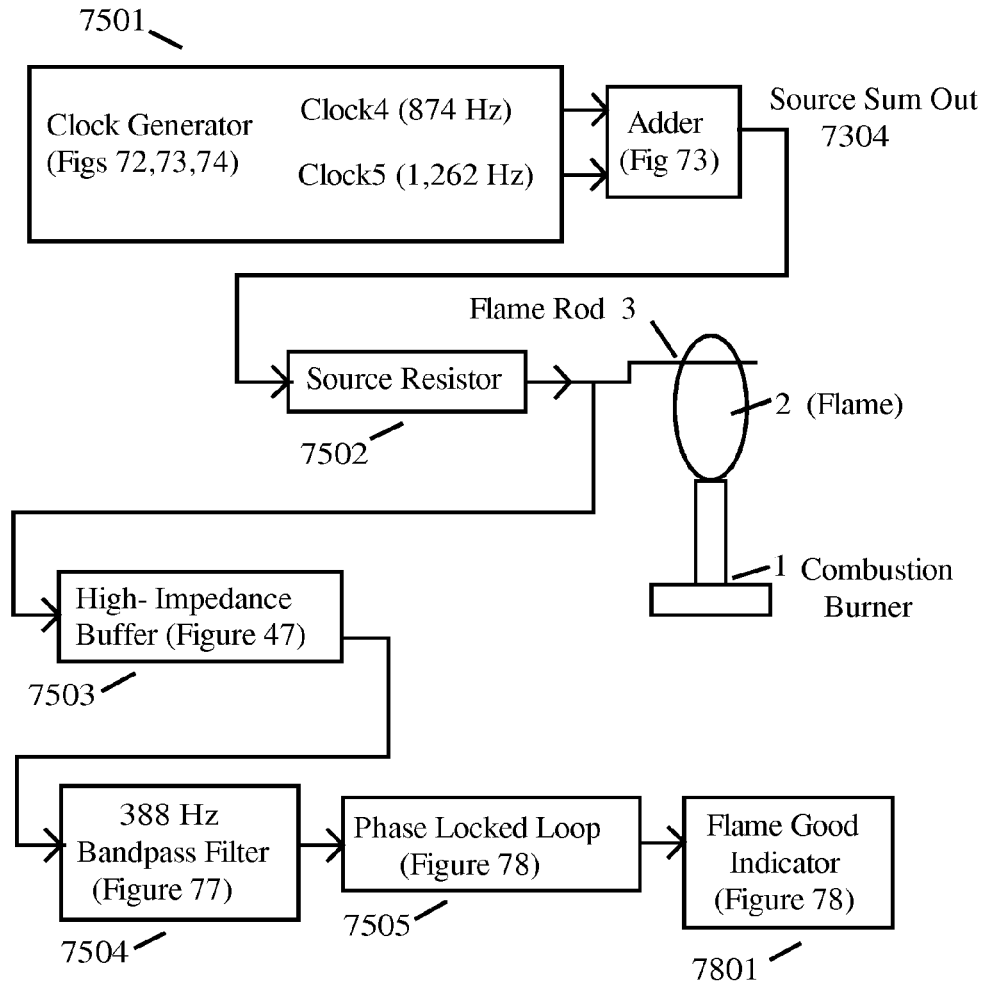 7501
Clock Generator
(Figs 72,73,74)
Clock4 (874 Hz)
Clock5 (1,262 Hz)
Adder
(Fig 73)
Source Sum Out
7304
Flame Rod 3
Source Resistor
7502
2 (Flame)
1 Combustion
Burner
High- Impedance
Buffer (Figure 47)
7503
388 Hz
Bandpass Filter
(Figure 77)
7504
Phase Locked Loop
(Figure 78)
7505
Flame Good
Indicator
(Figure 78)
7801